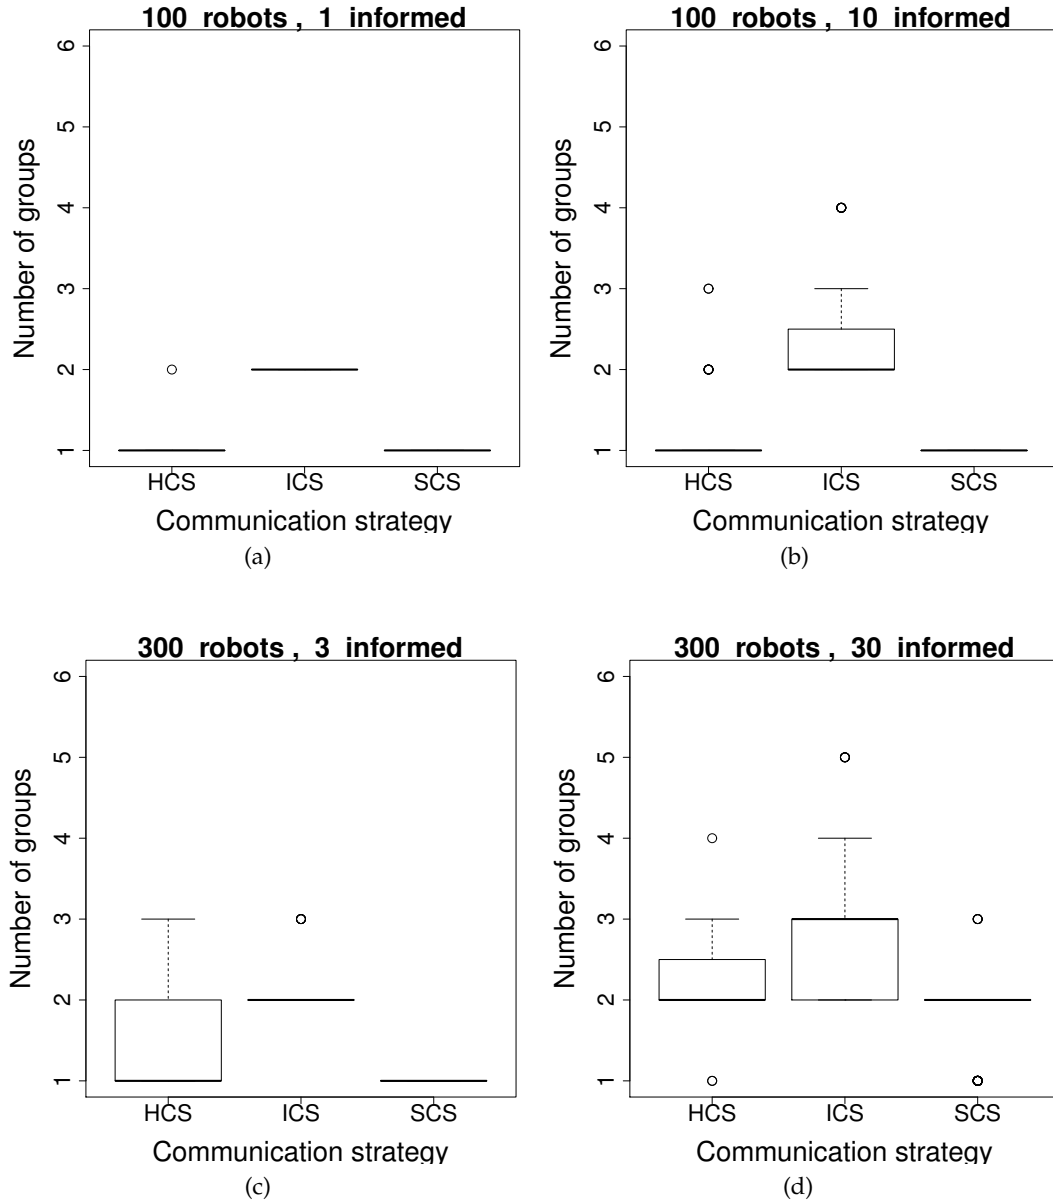 100 robots , 1 informed
Number of groups
6
5
4
3
2
1
HCS ICS SCS
Communication strategy
(a)
100 robots , 10 informed
Number of groups
6
5
4
3
2
1
HCS ICS SCS
Communication strategy
(b)
300 robots , 3 informed
Number of groups
6
5
4
3
2
1
HCS ICS SCS
Communication strategy
(c)
300 robots , 30 informed
Number of groups
6
5
4
3
2
1
HCS ICS SCS
Communication strategy
(d)